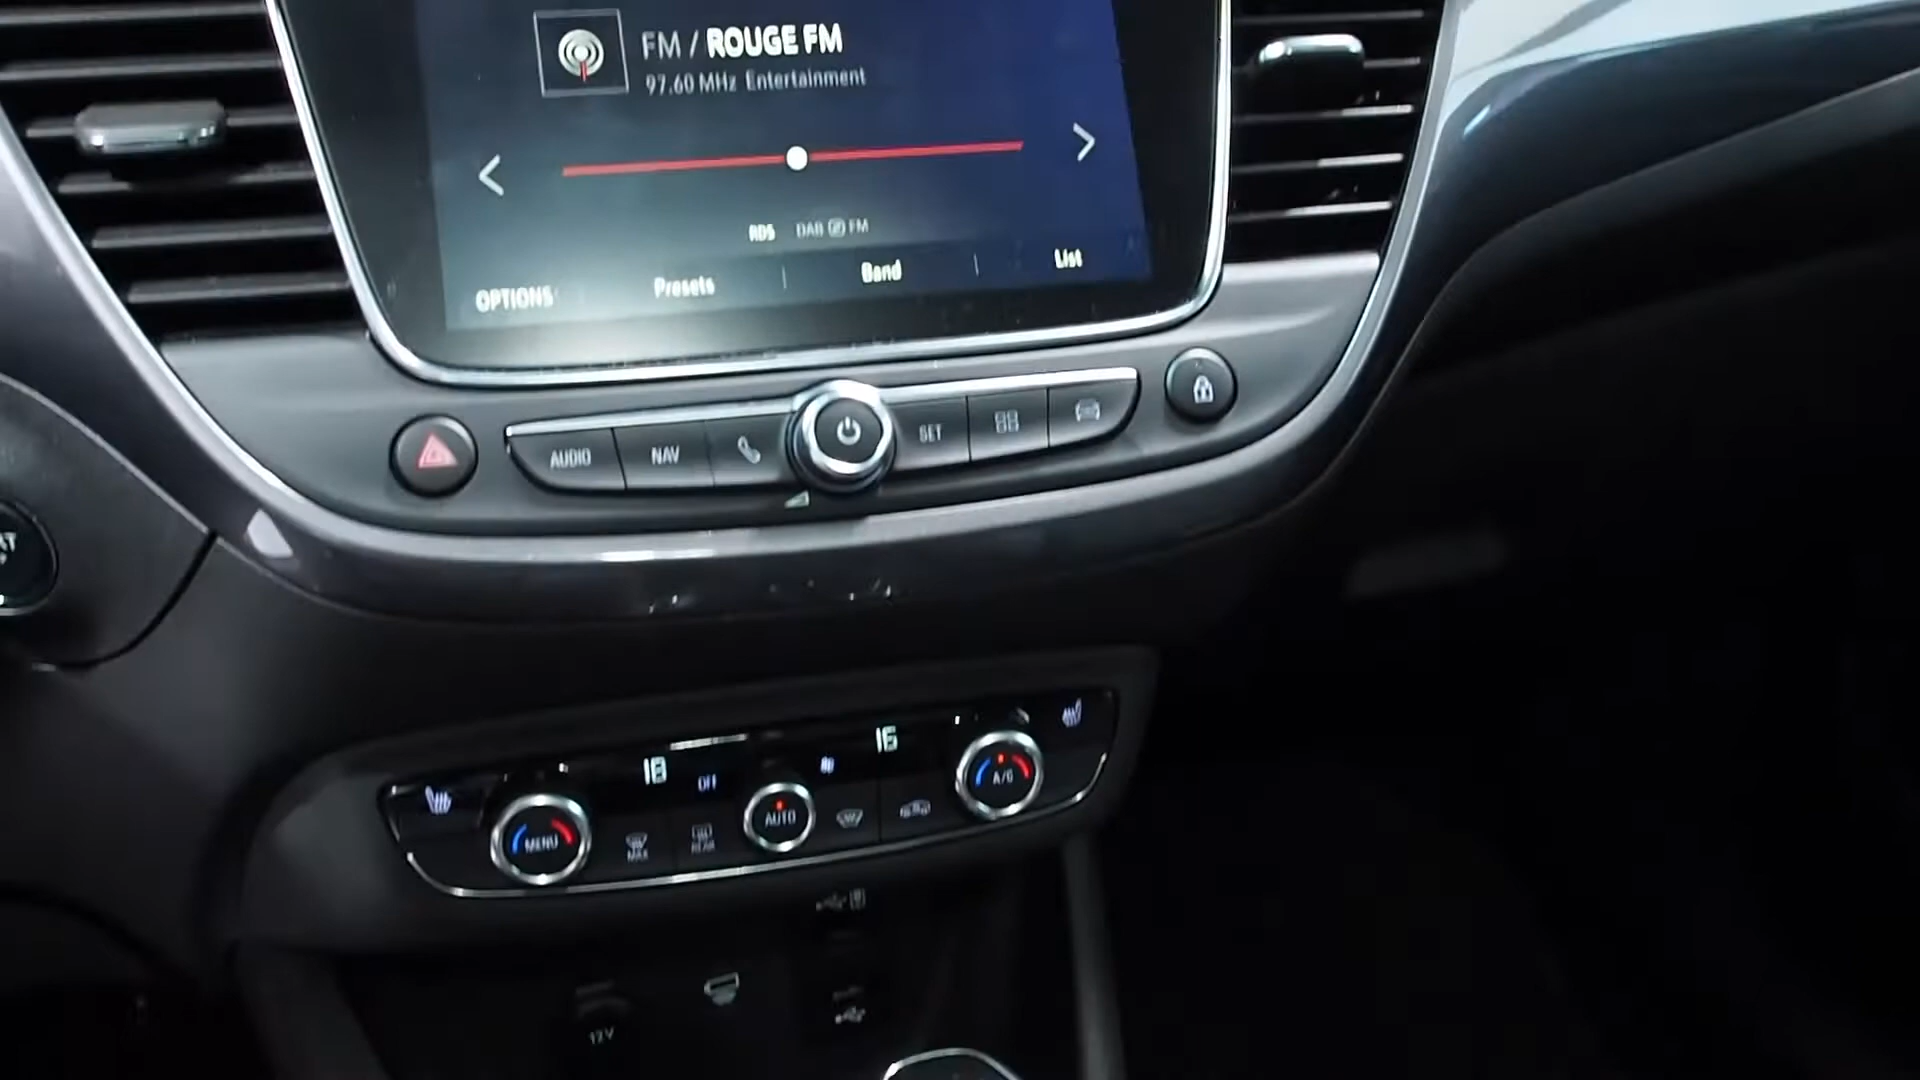 FM / ROUGE FM
97.60 MHz Entertainment
RDS DAB FM
OPTIONS Presets Band List
AUDIO NAV SET
18 OFF 16
MENU MAX REAR AUTO A/C
12V